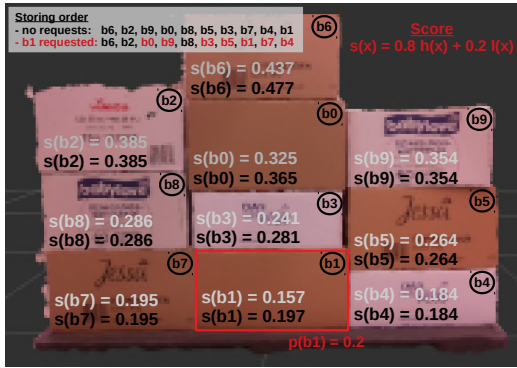 Storing order
- no requests: b6, b2, b9, b0, b8, b5, b3, b7, b4, b1
- b1 requested: b6, b2, b0, b9, b8, b3, b5, b1, b7, b4
Score
s(x) = 0.8 h(x) + 0.2 l(x)
b6
s(b6) = 0.437
s(b6) = 0.477
b2
s(b2) = 0.385
s(b2) = 0.385
b0
s(b0) = 0.325
s(b0) = 0.365
b9
babylove
s(b9) = 0.354
s(b9) = 0.354
b8
babylove
s(b8) = 0.286
s(b8) = 0.286
b3
s(b3) = 0.241
s(b3) = 0.281
b5
Jessa
s(b5) = 0.264
s(b5) = 0.264
b7
Jessa
s(b7) = 0.195
s(b7) = 0.195
b1
s(b1) = 0.157
s(b1) = 0.197
b4
s(b4) = 0.184
s(b4) = 0.184
p(b1) = 0.2